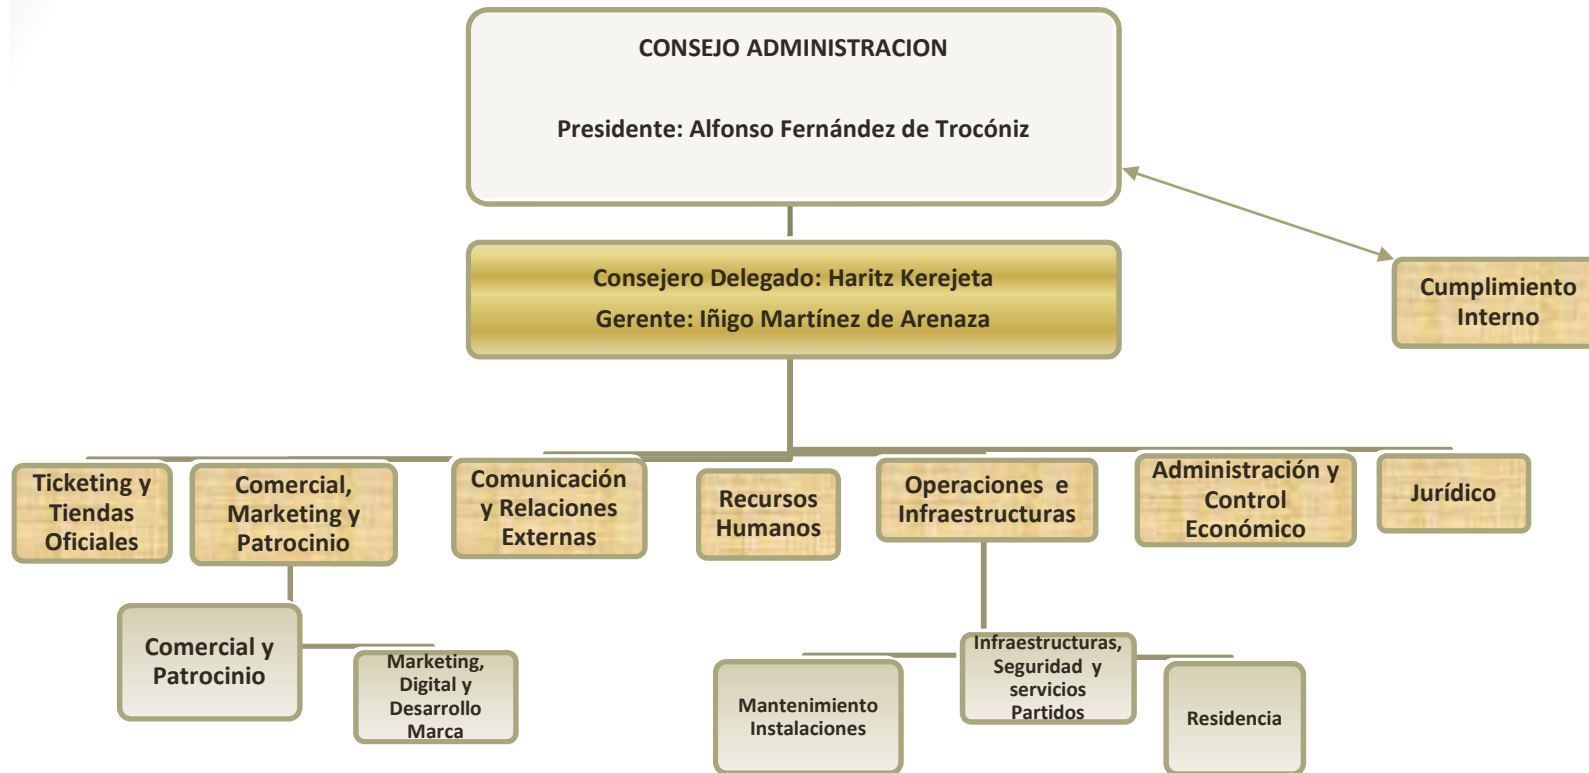 CONSEJO ADMINISTRACION
Presidente: Alfonso Fernández de Trocóniz
Consejero Delegado: Haritz Kerejeta
Gerente: Iñigo Martínez de Arenaza
Cumplimiento
Interno
Ticketing y
Tiendas
Oficiales
Comercial,
Marketing y
Patrocinio
Comunicación
y Relaciones
Externas
Recursos
Humanos
Operaciones e
Infraestructuras
Administración y
Control
Económico
Jurídico
Comercial y
Patrocinio
Marketing,
Digital y
Desarrollo
Marca
Mantenimiento
Instalaciones
Infraestructuras,
Seguridad y
servicios
Partidos
Residencia